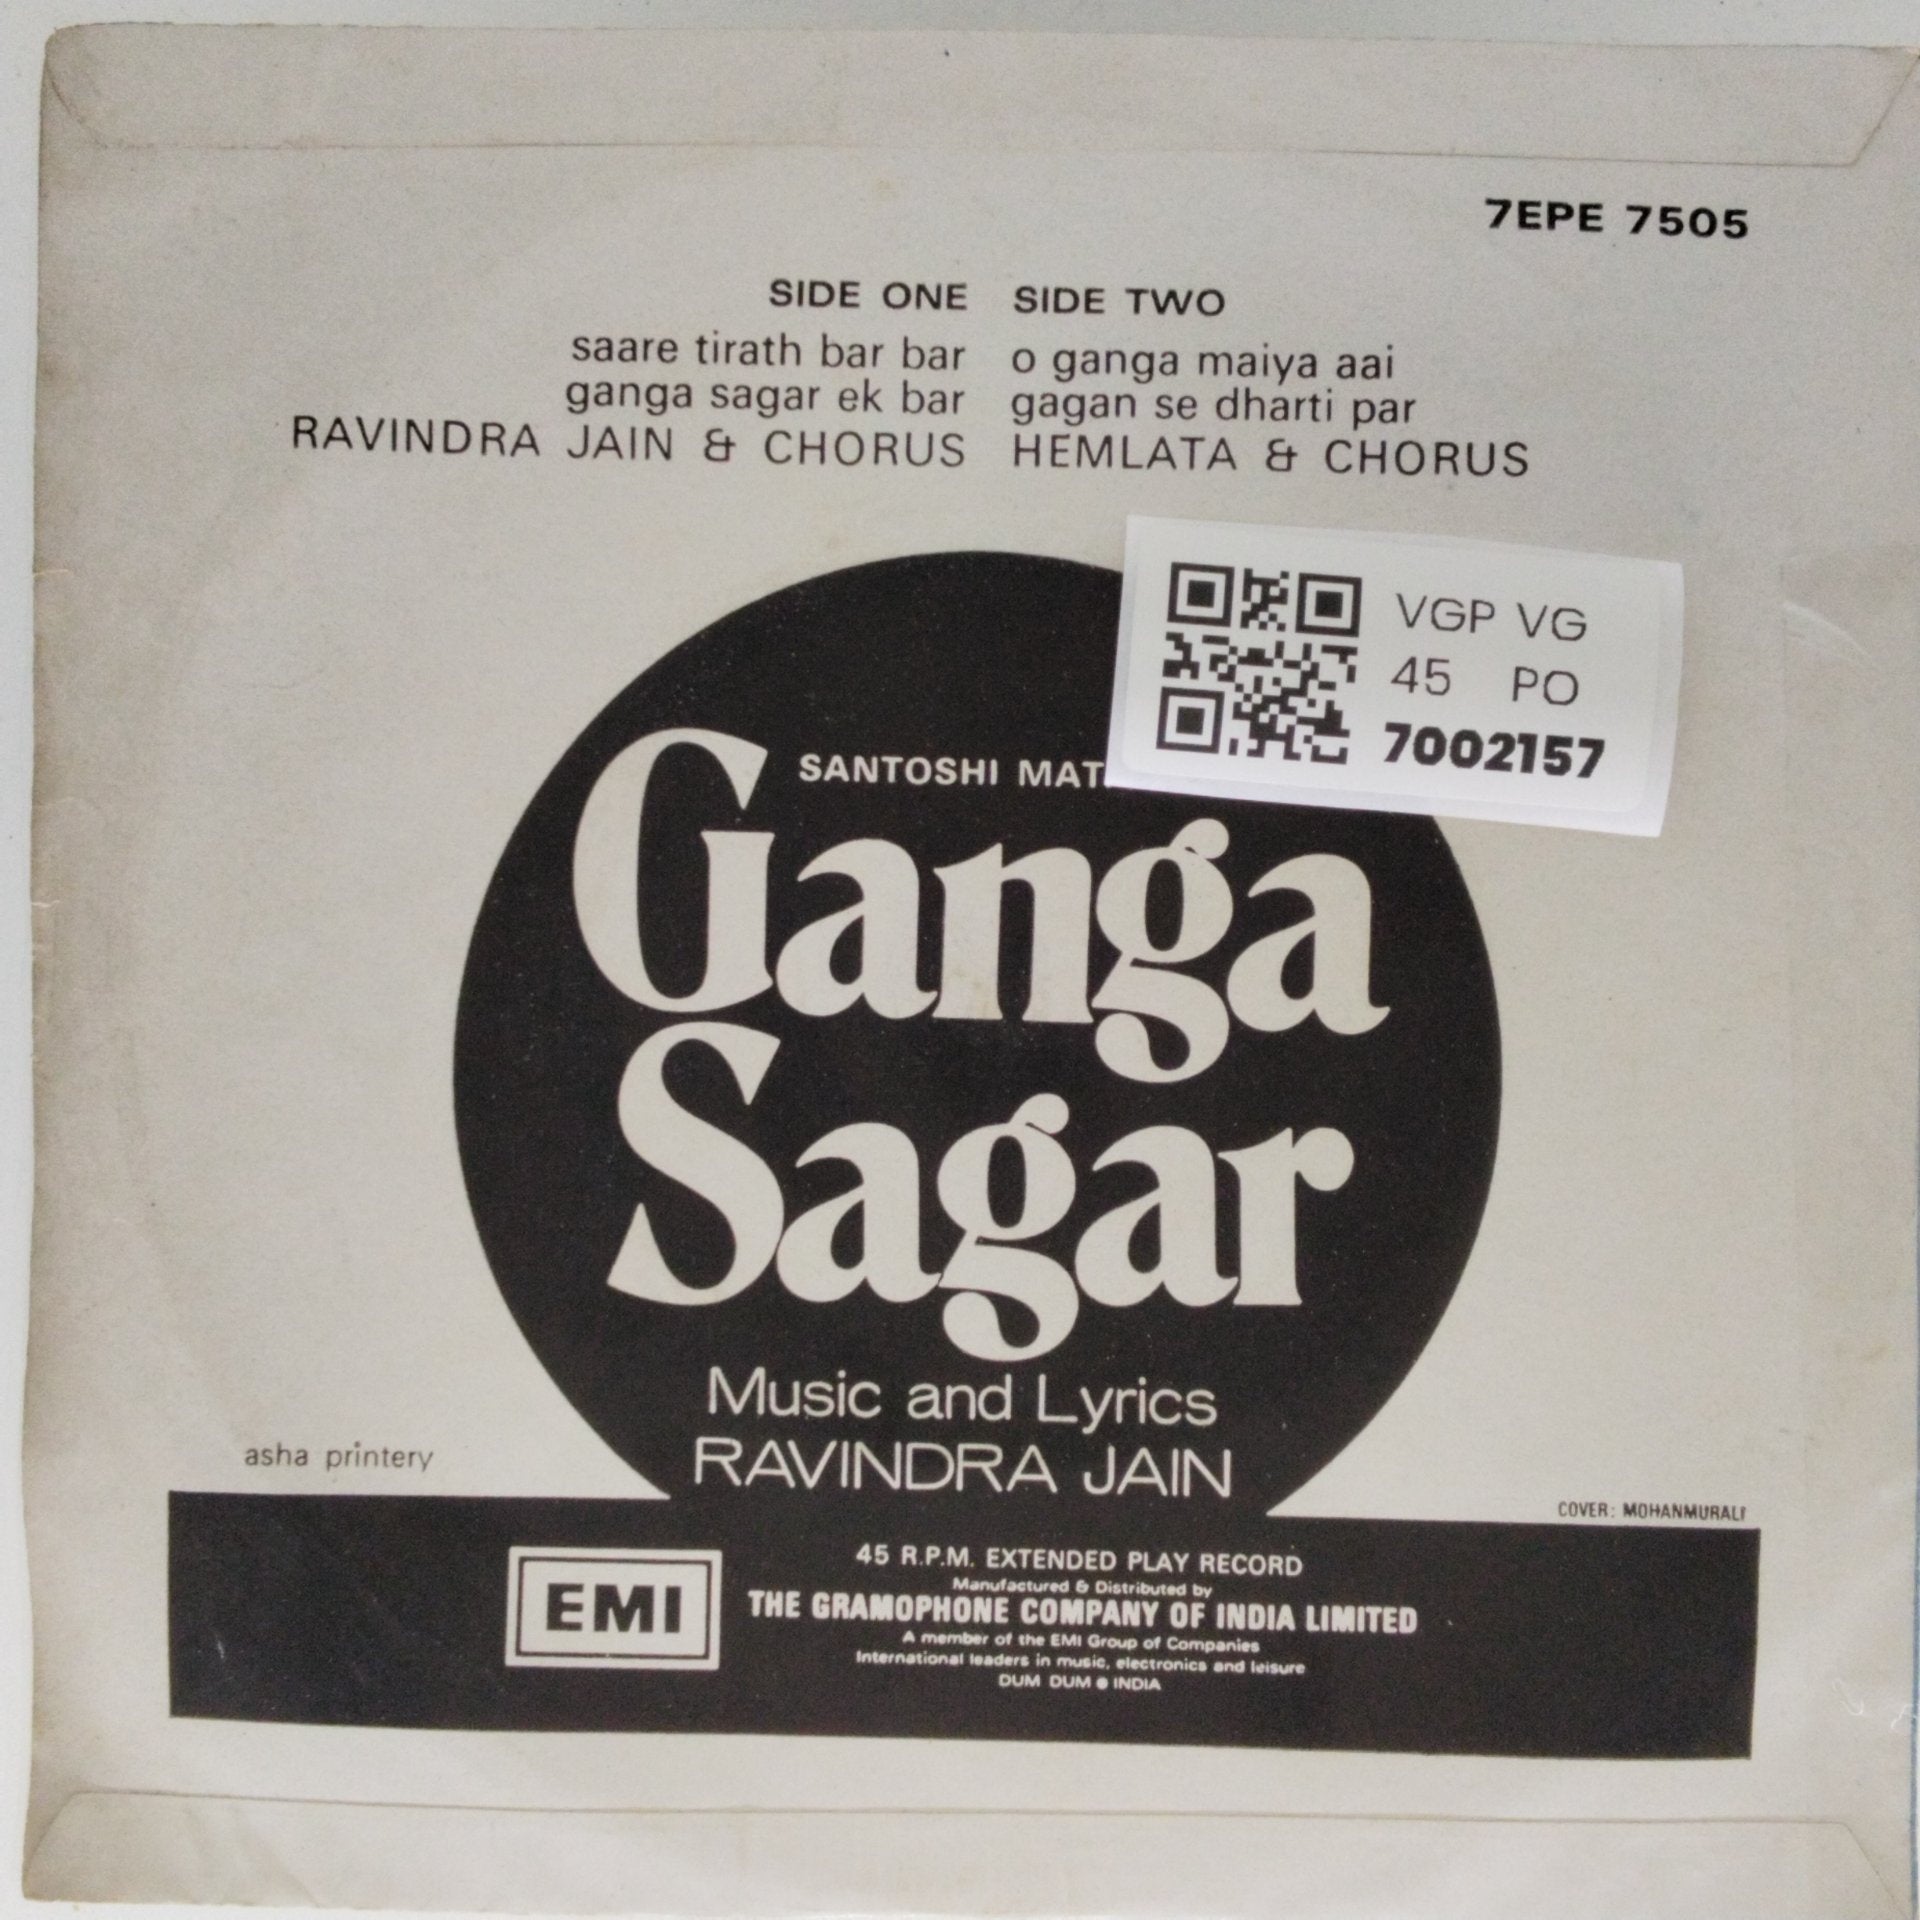 7EPE 7505
SIDE ONE
saare tirath bar bar
ganga sagar ek bar
RAVINDRA JAIN & CHORUS
SIDE TWO
o ganga maiya aai
gagan se dharti par
HEMLATA & CHORUS
VGP VG
45 PO
7002157
SANTOSHI
Ganga
Sagar
Music and Lyrics
RAVINDRA JAIN
asha printery
COVER: MOHANMURALI
EMI
45 R.P.M. EXTENDED PLAY RECORD
Manufactured & Distributed by
THE GRAMOPHONE COMPANY OF INDIA LIMITED
A member of the EMI Group of Companies
International leaders in music, electronics and leisure
DUM DUM ● INDIA